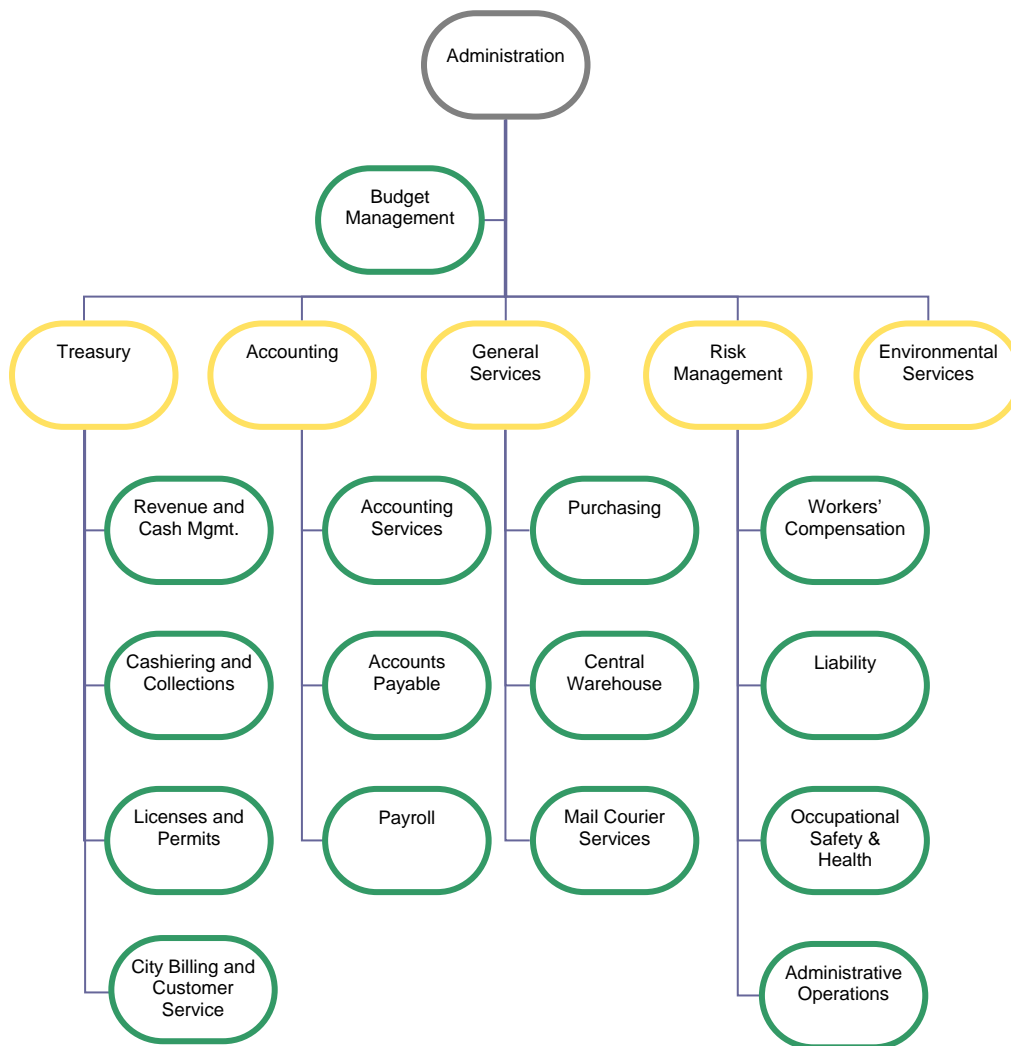 Administration
Budget
Management
Treasury
Accounting
General
Services
Risk
Management
Environmental
Services
Revenue and
Cash Mgmt.
Accounting
Services
Purchasing
Workers’
Compensation
Cashiering and
Collections
Accounts
Payable
Central
Warehouse
Liability
Licenses and
Permits
Payroll
Mail Courier
Services
Occupational
Safety &
Health
City Billing and
Customer
Service
Administrative
Operations